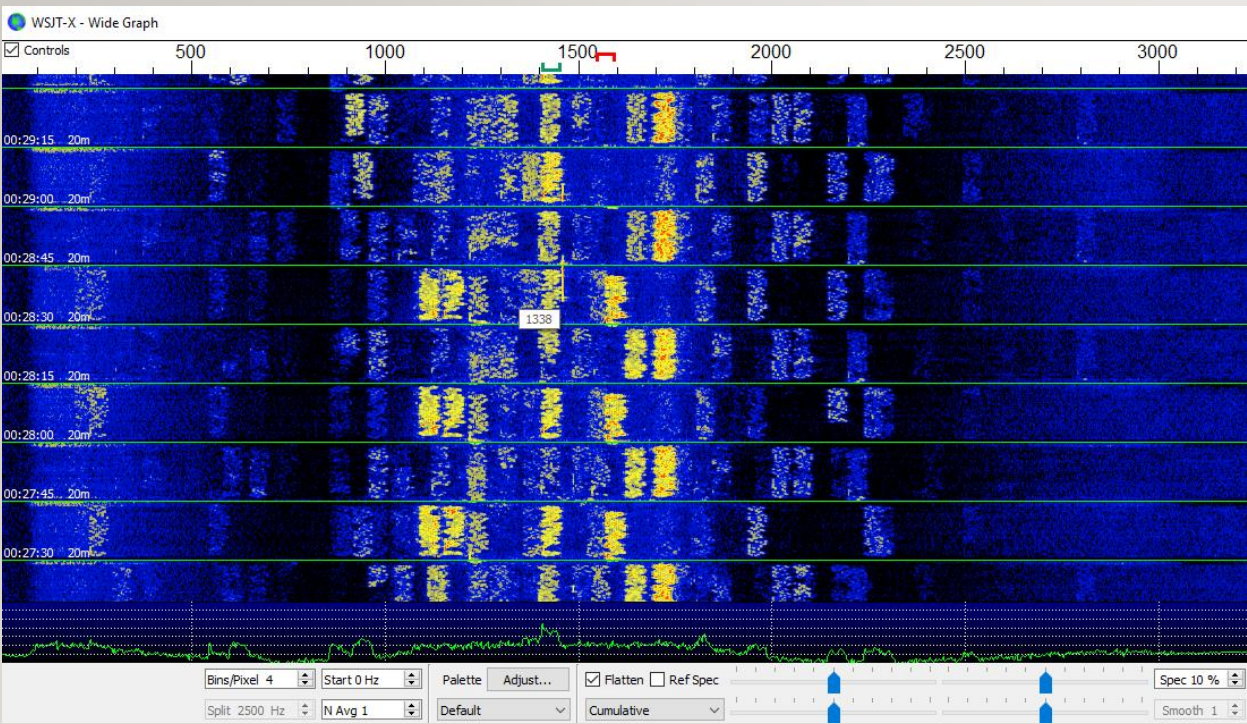 WSJT-X - Wide Graph
Controls 500 1000 1500 2000 2500 3000
00:29:15 20m
00:29:00 20m
00:28:45 20m
00:28:30 20m
1338
00:28:15 20m
00:28:00 20m
00:27:45 20m
00:27:30 20m
Bins/Pixel 4 Start 0 Hz Palette Adjust... Flatten Ref Spec Spec 10 %
Split 2500 Hz N Avg 1 Default Cumulative Smooth 1